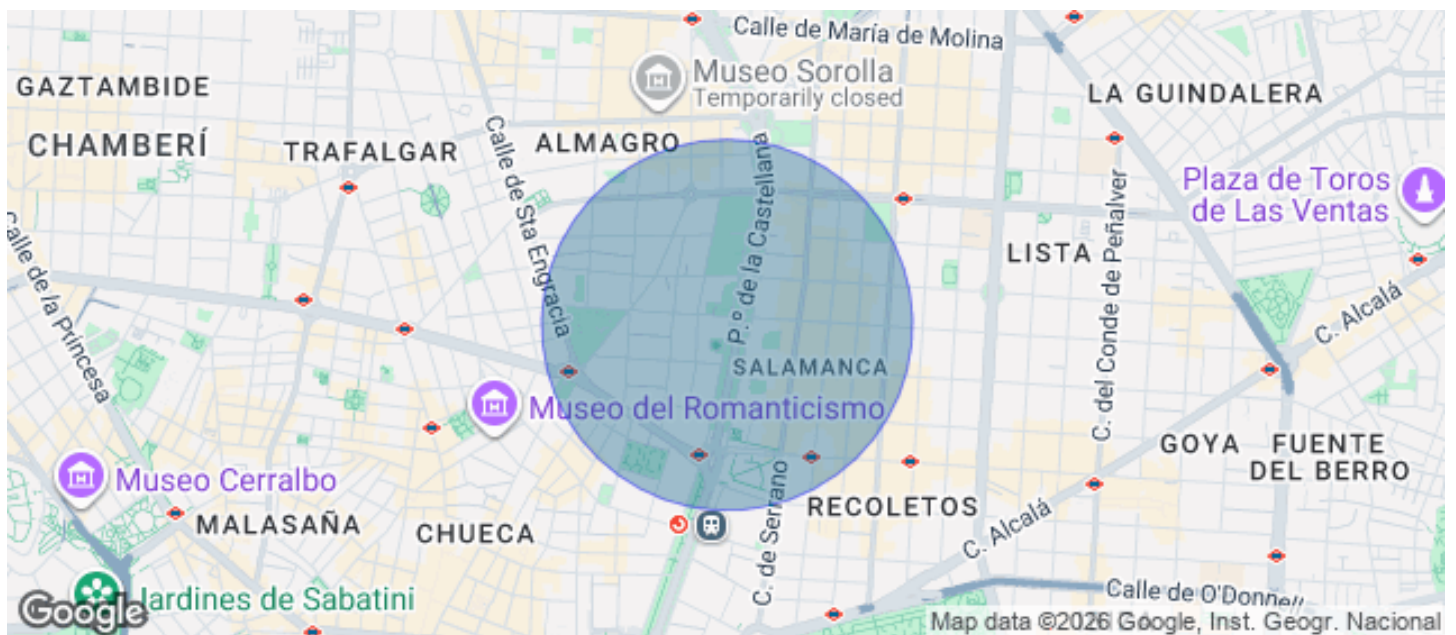 Calle de María de Molina
Museo Sorolla
Temporarily closed
GAZTAMBIDE
LA GUINDALERA
CHAMBERÍ
TRAFALGAR
ALMAGRO
Calle de Sta Engracia
P.º de la Castellana
C. del Conde de Peñalver
Plaza de Toros
de Las Ventas
Calle de la Princesa
LISTA
C. Alcalá
SALAMANCA
Museo del Romanticismo
GOYA
FUENTE
DEL BERRO
Museo Cerralbo
MALASAÑA
CHUECA
C. de Serrano
RECOLETOS
C. Alcalá
Jardines de Sabatini
Calle de O'Donnell
Google
Map data ©2026 Google, Inst. Geogr. Nacional